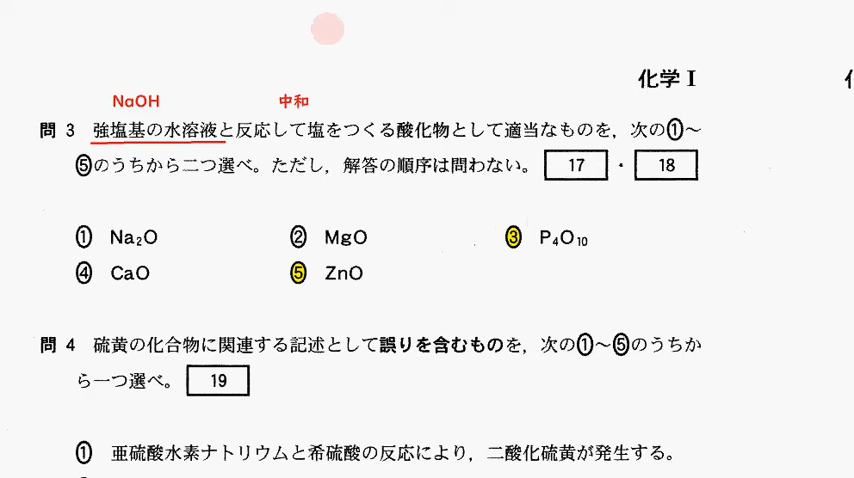 化学 I
NaOH 中和
問 3 強塩基の水溶液と反応して塩をつくる酸化物として適当なものを，次の①～
⑤のうちから二つ選べ。ただし，解答の順序は問わない。 17 ・ 18
① Na₂O ② MgO ③ P₄O₁₀
④ CaO ⑤ ZnO
問 4 硫黄の化合物に関連する記述として誤りを含むものを，次の①～⑤のうちか
ら一つ選べ。 19
① 亜硫酸水素ナトリウムと希硫酸の反応により，二酸化硫黄が発生する。